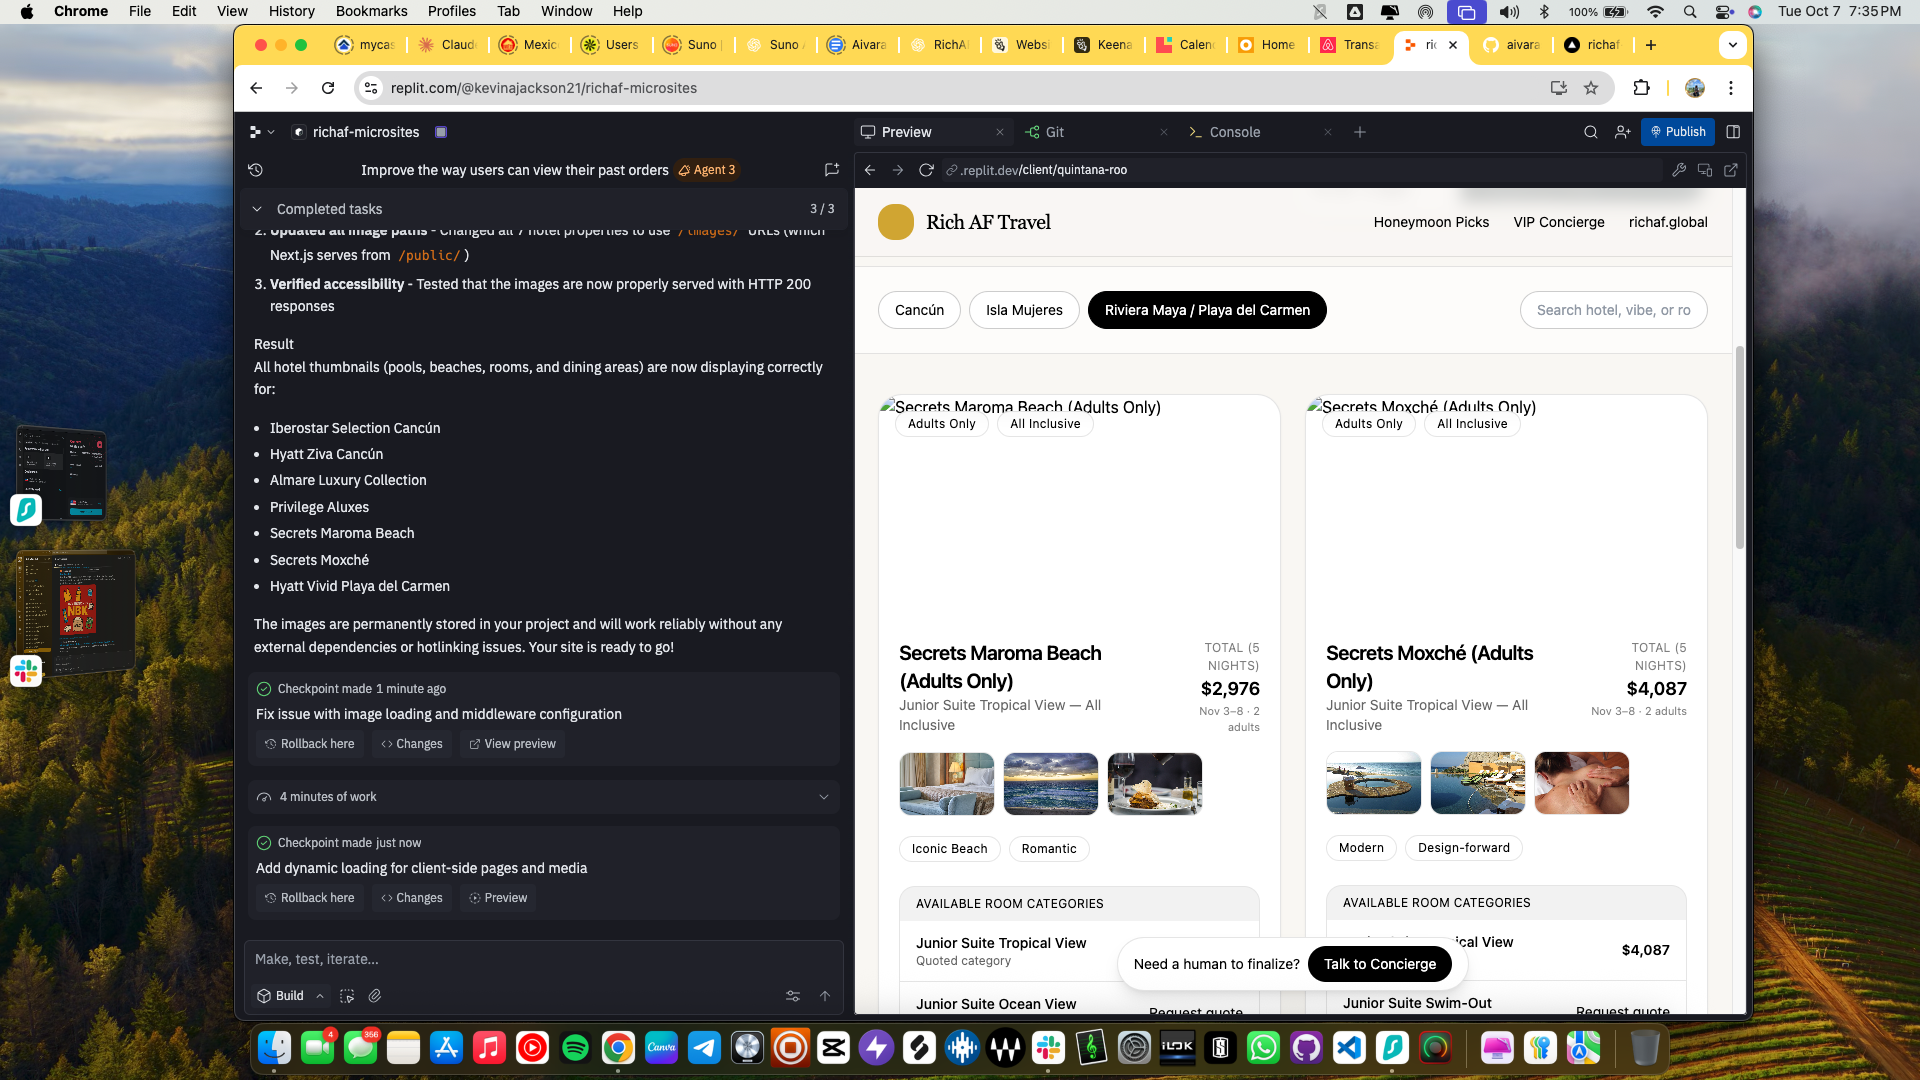 Chrome File Edit View History Bookmarks Profiles Tab Window Help
100%
Tue Oct 7 7:35 PM
mycas
Claud
Mexic
Users
Suno
Suno
Aivara
RichAI
Websi
Keena
Calen
Home
Transa
ric
aivara
richaf
replit.com/@kevinajackson21/richaf-microsites
richaf-microsites
Preview
Git
Console
Publish
Improve the way users can view their past orders
Agent 3
.replit.dev/client/quintana-roo
Completed tasks
3 / 3
2. Updated all image paths - Changed all 7 hotel properties to use /images/ URLs (which
Next.js serves from /public/ )
3. Verified accessibility - Tested that the images are now properly served with HTTP 200
responses
Result
All hotel thumbnails (pools, beaches, rooms, and dining areas) are now displaying correctly
for:
• Iberostar Selection Cancún
• Hyatt Ziva Cancún
• Almare Luxury Collection
• Privilege Aluxes
• Secrets Maroma Beach
• Secrets Moxché
• Hyatt Vivid Playa del Carmen
The images are permanently stored in your project and will work reliably without any
external dependencies or hotlinking issues. Your site is ready to go!
Checkpoint made 1 minute ago
Fix issue with image loading and middleware configuration
Rollback here
Changes
View preview
4 minutes of work
Checkpoint made just now
Add dynamic loading for client-side pages and media
Rollback here
Changes
Preview
Make, test, iterate...
Build
Rich AF Travel
Honeymoon Picks
VIP Concierge
richaf.global
Cancún
Isla Mujeres
Riviera Maya / Playa del Carmen
Search hotel, vibe, or ro
Secrets Maroma Beach (Adults Only)
Adults Only
All Inclusive
Secrets Maroma Beach
(Adults Only)
Junior Suite Tropical View — All
Inclusive
TOTAL (5
NIGHTS)
$2,976
Nov 3–8 · 2
adults
Iconic Beach
Romantic
AVAILABLE ROOM CATEGORIES
Junior Suite Tropical View
Quoted category
Junior Suite Ocean View
Request quote
Secrets Moxché (Adults Only)
Adults Only
All Inclusive
Secrets Moxché (Adults
Only)
Junior Suite Tropical View — All
Inclusive
TOTAL (5
NIGHTS)
$4,087
Nov 3–8 · 2 adults
Modern
Design-forward
AVAILABLE ROOM CATEGORIES
ical View
$4,087
Junior Suite Swim-Out
Request quote
Need a human to finalize?
Talk to Concierge
NBK
4
356
Canva
iLOK